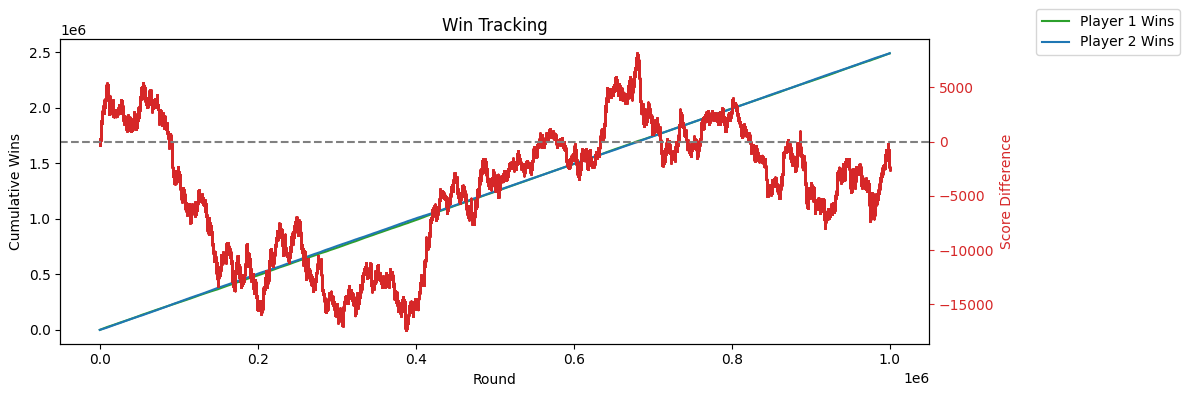 Win Tracking
1e6
Player 1 Wins
Player 2 Wins
2.5
2.0
1.5
1.0
0.5
0.0
Cumulative Wins
5000
0
−5000
−10000
−15000
Score Difference
0.0 0.2 0.4 0.6 0.8 1.0
1e6
Round